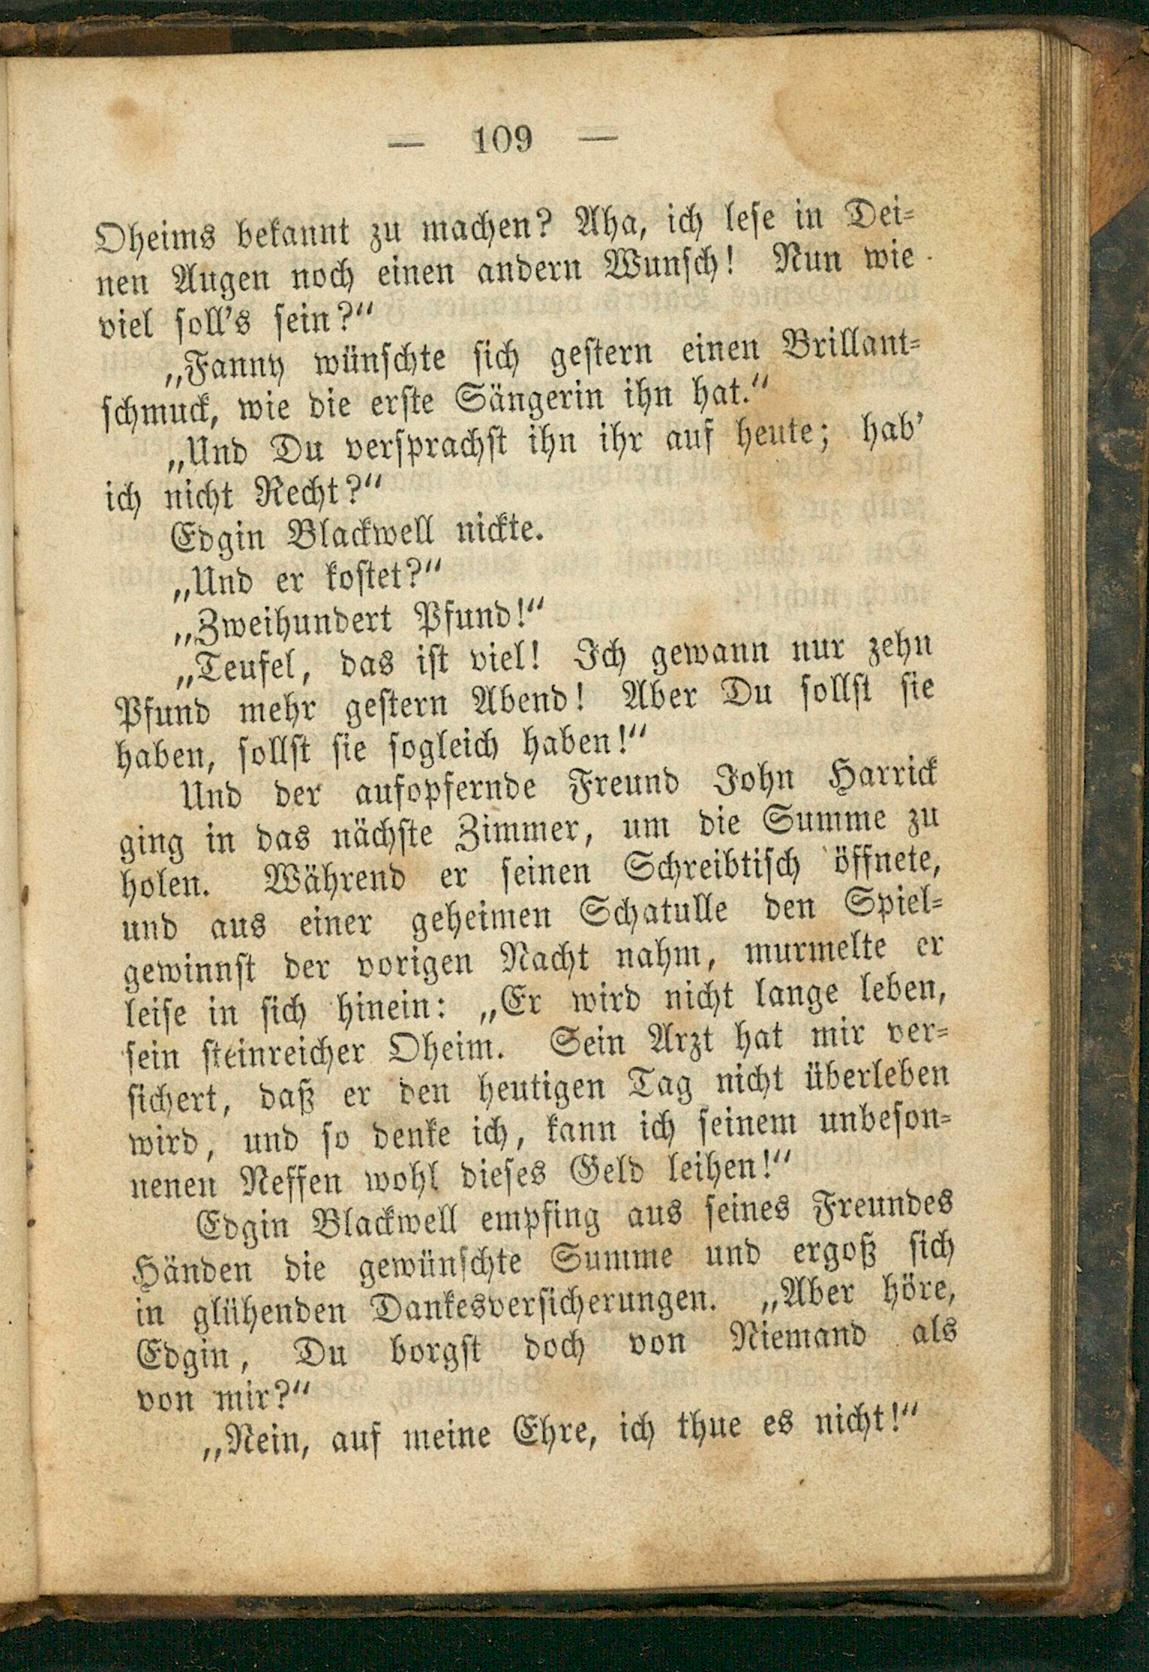 — 109 —
Oheims bekannt zu machen? Aha, ich lese in Dei-
nen Augen noch einen andern Wunsch! Nun wie
viel soll's sein?“
„Fanny wünschte sich gestern einen Brillant-
schmuck, wie die erste Sängerin ihn hat.“
„Und Du versprachst ihn ihr auf heute; hab'
ich nicht Recht?“
Edgin Blackwell nickte.
„Und er kostet?“
„Zweihundert Pfund!“
„Teufel, das ist viel! Ich gewann nur zehn
Pfund mehr gestern Abend! Aber Du sollst sie
haben, sollst sie sogleich haben!“
Und der aufopfernde Freund John Harrick
ging in das nächste Zimmer, um die Summe zu
holen. Während er seinen Schreibtisch öffnete,
und aus einer geheimen Schatulle den Spiel-
gewinnst der vorigen Nacht nahm, murmelte er
leise in sich hinein: „Er wird nicht lange leben,
sein steinreicher Oheim. Sein Arzt hat mir ver-
sichert, daß er den heutigen Tag nicht überleben
wird, und so denke ich, kann ich seinem unbeson-
nenen Neffen wohl dieses Geld leihen!“
Edgin Blackwell empfing aus seines Freundes
Händen die gewünschte Summe und ergoß sich
in glühenden Dankesversicherungen. „Aber höre,
Edgin, Du borgst doch von Niemand als
von mir?“
„Nein, auf meine Ehre, ich thue es nicht!“